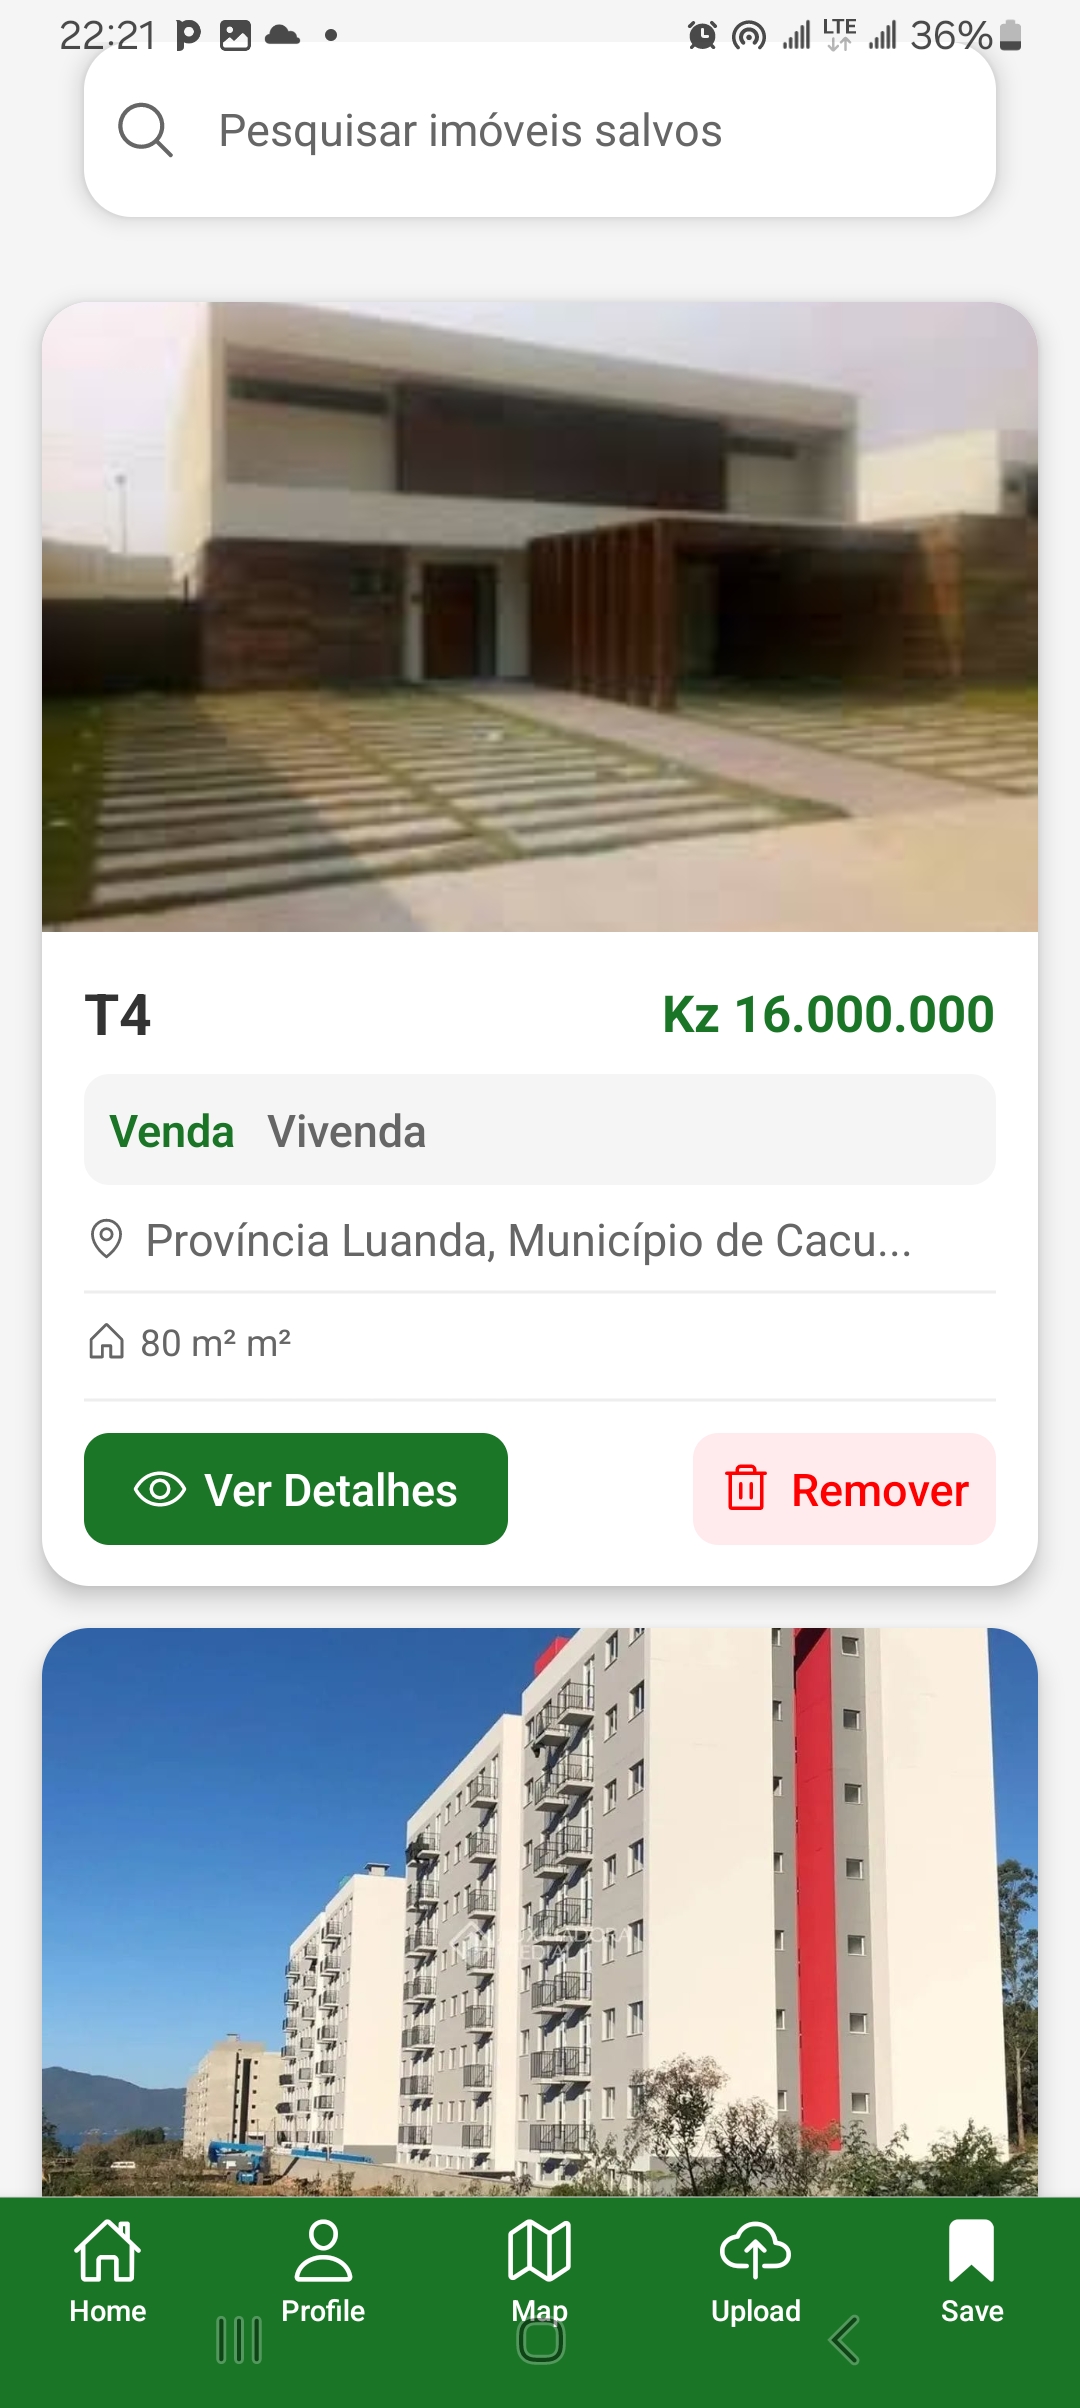 22:21 LTE 36%
Pesquisar imóveis salvos
T4 Kz 16.000.000
Venda Vivenda
Província Luanda, Município de Cacu...
80 m² m²
Ver Detalhes Remover
Home Profile Map Upload Save